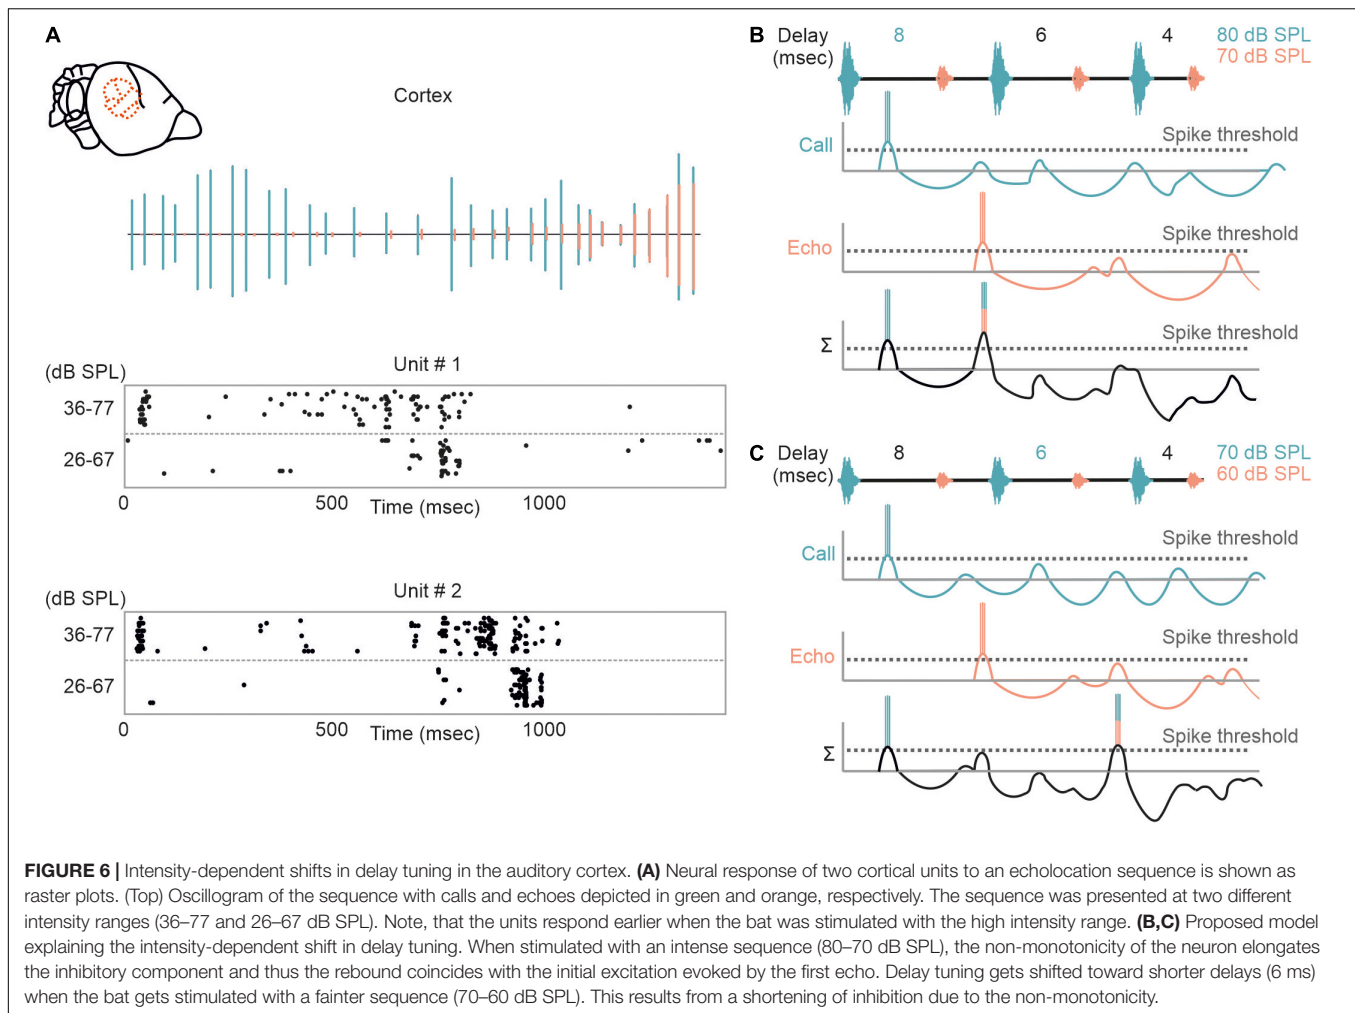 A
Cortex
(dB SPL)
Unit # 1
36-77
26-67
0
500
1000
Time (msec)
(dB SPL)
Unit # 2
36-77
26-67
0
500
1000
Time (msec)
B
Delay
(msec)
8
6
4
80 dB SPL
70 dB SPL
Call
Spike threshold
Echo
Spike threshold
Σ
Spike threshold
C
Delay
(msec)
8
6
4
70 dB SPL
60 dB SPL
Call
Spike threshold
Echo
Spike threshold
Σ
Spike threshold
FIGURE 6 | Intensity-dependent shifts in delay tuning in the auditory cortex. (A) Neural response of two cortical units to an echolocation sequence is shown as
raster plots. (Top) Oscillogram of the sequence with calls and echoes depicted in green and orange, respectively. The sequence was presented at two different
intensity ranges (36–77 and 26–67 dB SPL). Note, that the units respond earlier when the bat was stimulated with the high intensity range. (B,C) Proposed model
explaining the intensity-dependent shift in delay tuning. When stimulated with an intense sequence (80–70 dB SPL), the non-monotonicity of the neuron elongates
the inhibitory component and thus the rebound coincides with the initial excitation evoked by the first echo. Delay tuning gets shifted toward shorter delays (6 ms)
when the bat gets stimulated with a fainter sequence (70–60 dB SPL). This results from a shortening of inhibition due to the non-monotonicity.